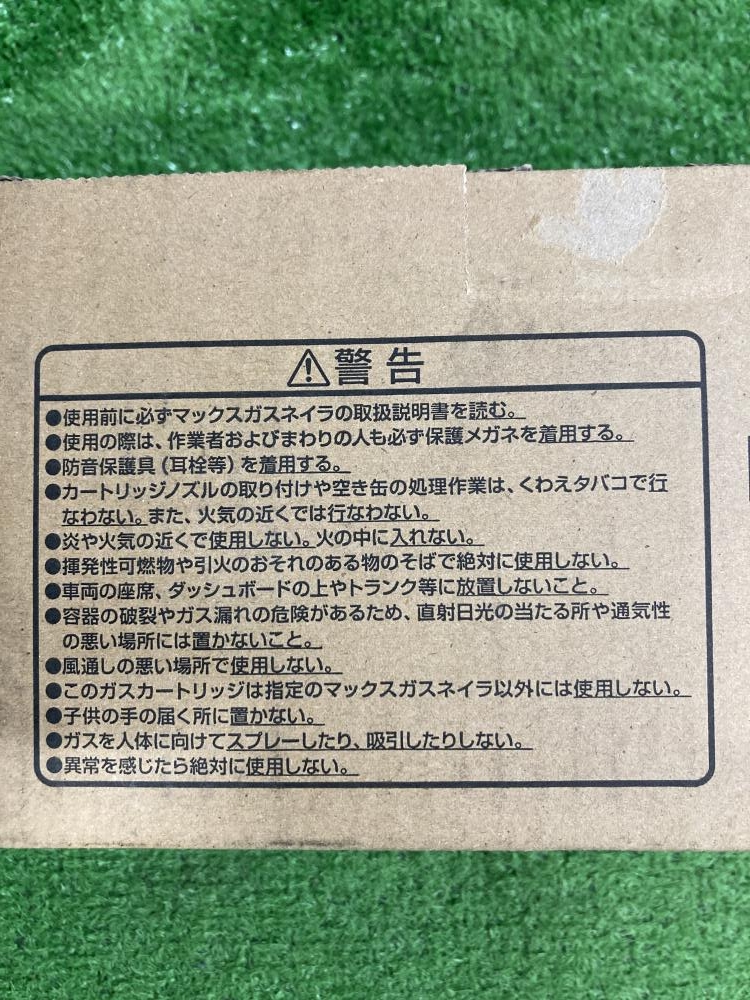 ⚠警告
●使用前に必ずマックスガスネイラの取扱説明書を読む。
●使用の際は、作業者およびまわりの人も必ず保護メガネを着用する。
●防音保護具（耳栓等）を着用する。
●カートリッジノズルの取り付けや空き缶の処理作業は、くわえタバコで行
なわない。また、火気の近くでは行なわない。
●炎や火気の近くで使用しない。火の中に入れない。
●揮発性可燃物や引火のおそれのある物のそばで絶対に使用しない。
●車両の座席、ダッシュボードの上やトランク等に放置しないこと。
●容器の破裂やガス漏れの危険があるため、直射日光の当たる所や通気性
の悪い場所には置かないこと。
●風通しの悪い場所で使用しない。
●このガスカートリッジは指定のマックスガスネイラ以外には使用しない。
●子供の手の届く所に置かない。
●ガスを人体に向けてスプレーしたり、吸引したりしない。
●異常を感じたら絶対に使用しない。